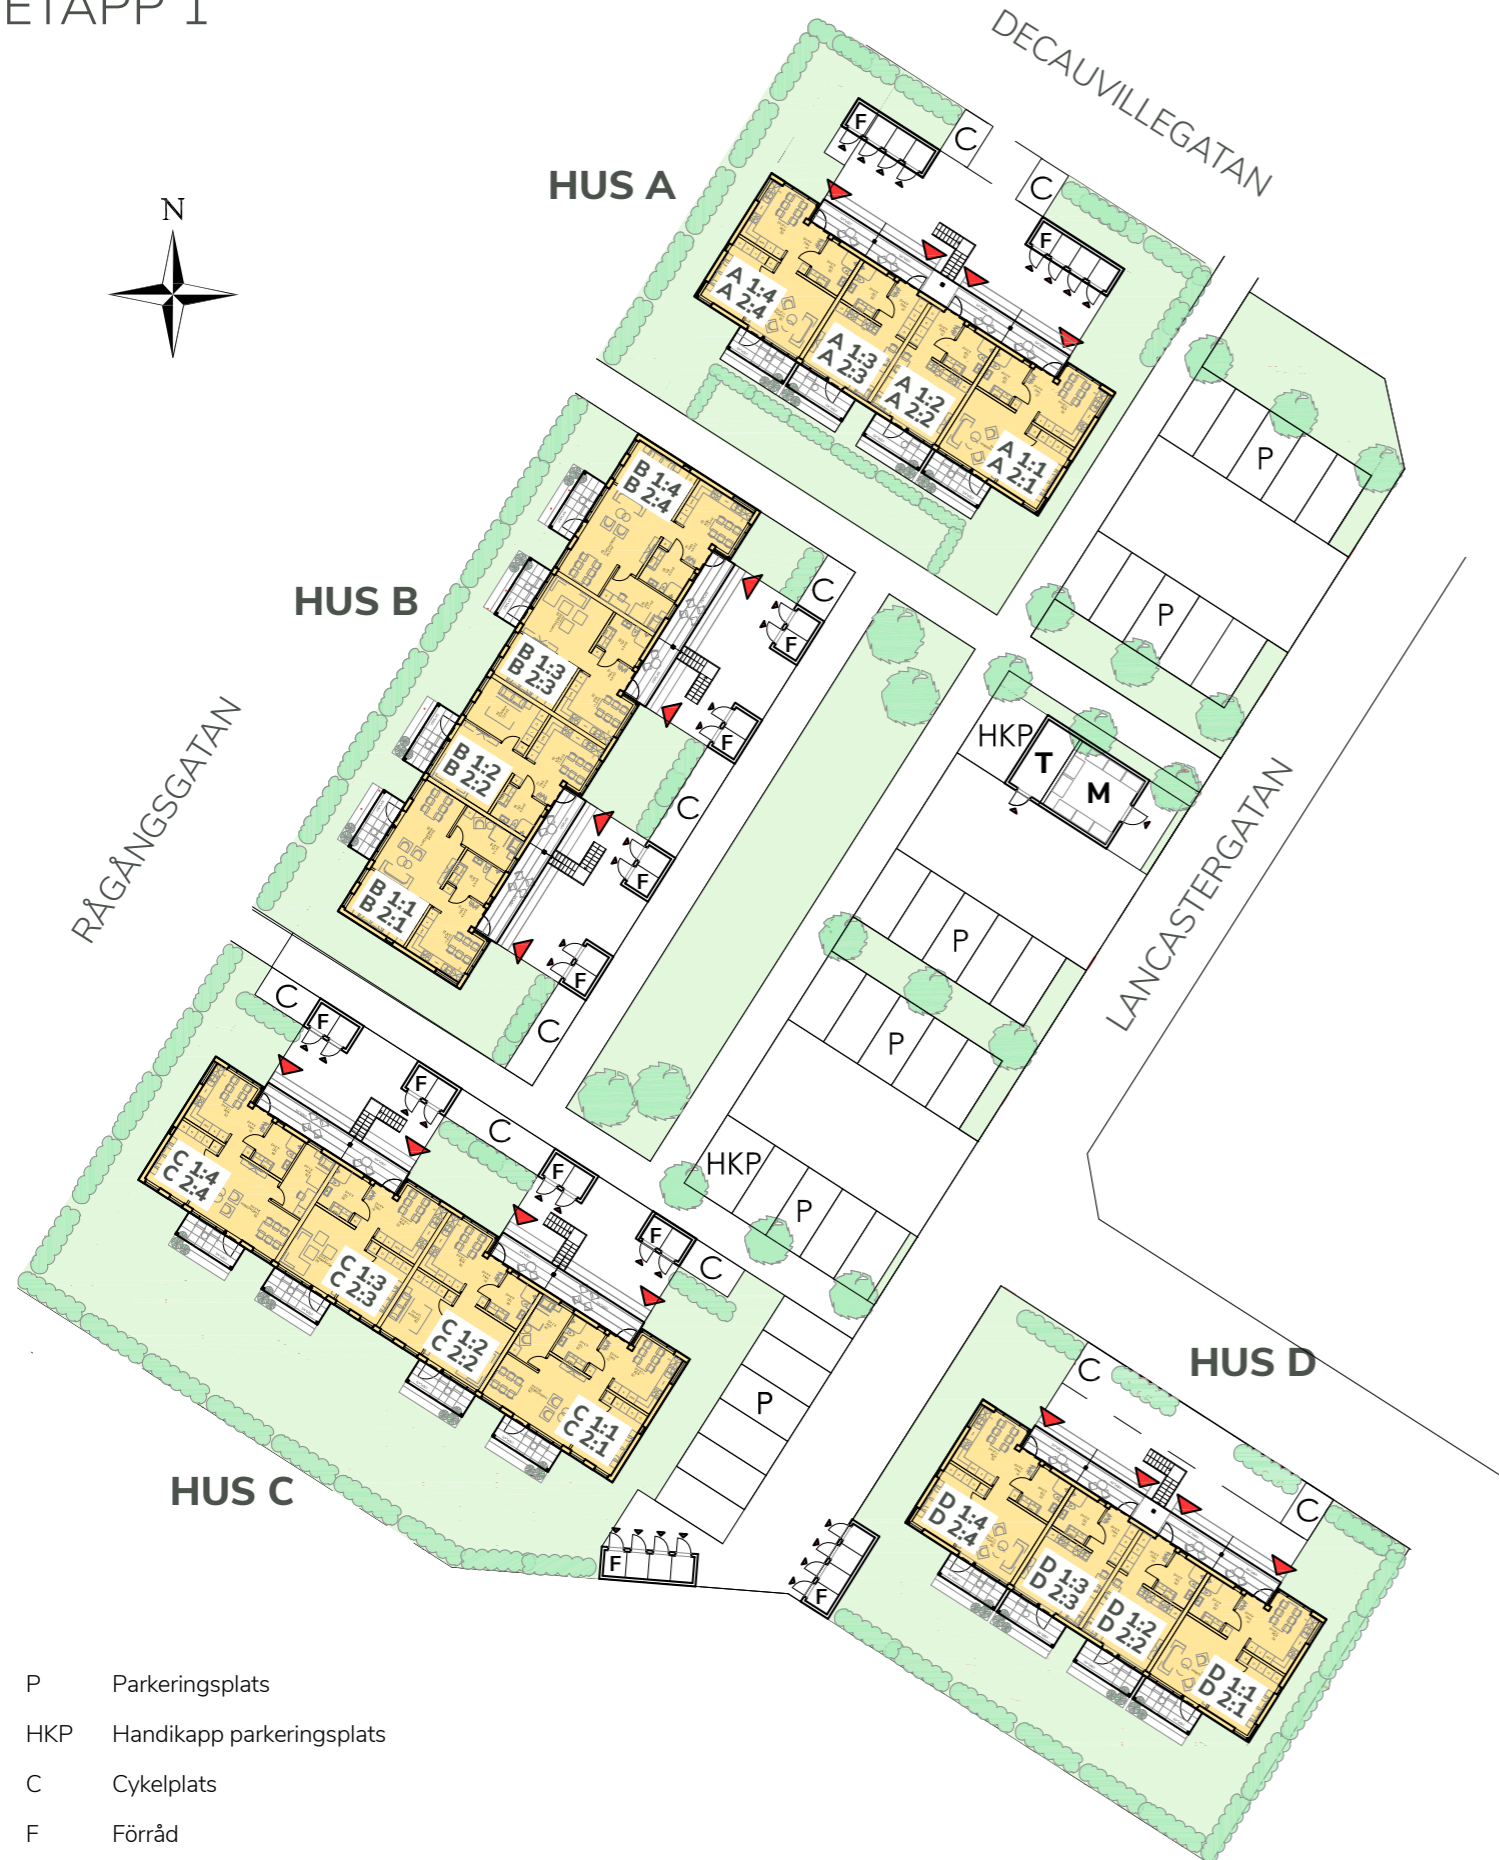 ETAPP 1
DECAUVILLEGATAN
F
C
HUS A
C
N
F
A 1:4
A 2:4
A 1:3
A 2:3
A 1:2
A 2:2
A 1:1
A 2:1
P
B 1:4
B 2:4
HUS B
C
F
P
B 1:3
B 2:3
F
HKP
T
M
B 1:2
B 2:2
C
RÅGÅNGSGATAN
LANCASTERGATAN
F
B 1:1
B 2:1
P
F
C
C
F
P
F
C
C 1:4
C 2:4
F
HKP
P
F
C
C 1:3
C 2:3
C 1:2
C 2:2
P
C 1:1
C 2:1
HUS C
F
F
HUS D
C
C
D 1:4
D 2:4
D 1:3
D 2:3
D 1:2
D 2:2
D 1:1
D 2:1
P Parkeringsplats
HKP Handikapp parkeringsplats
C Cykelplats
F Förråd